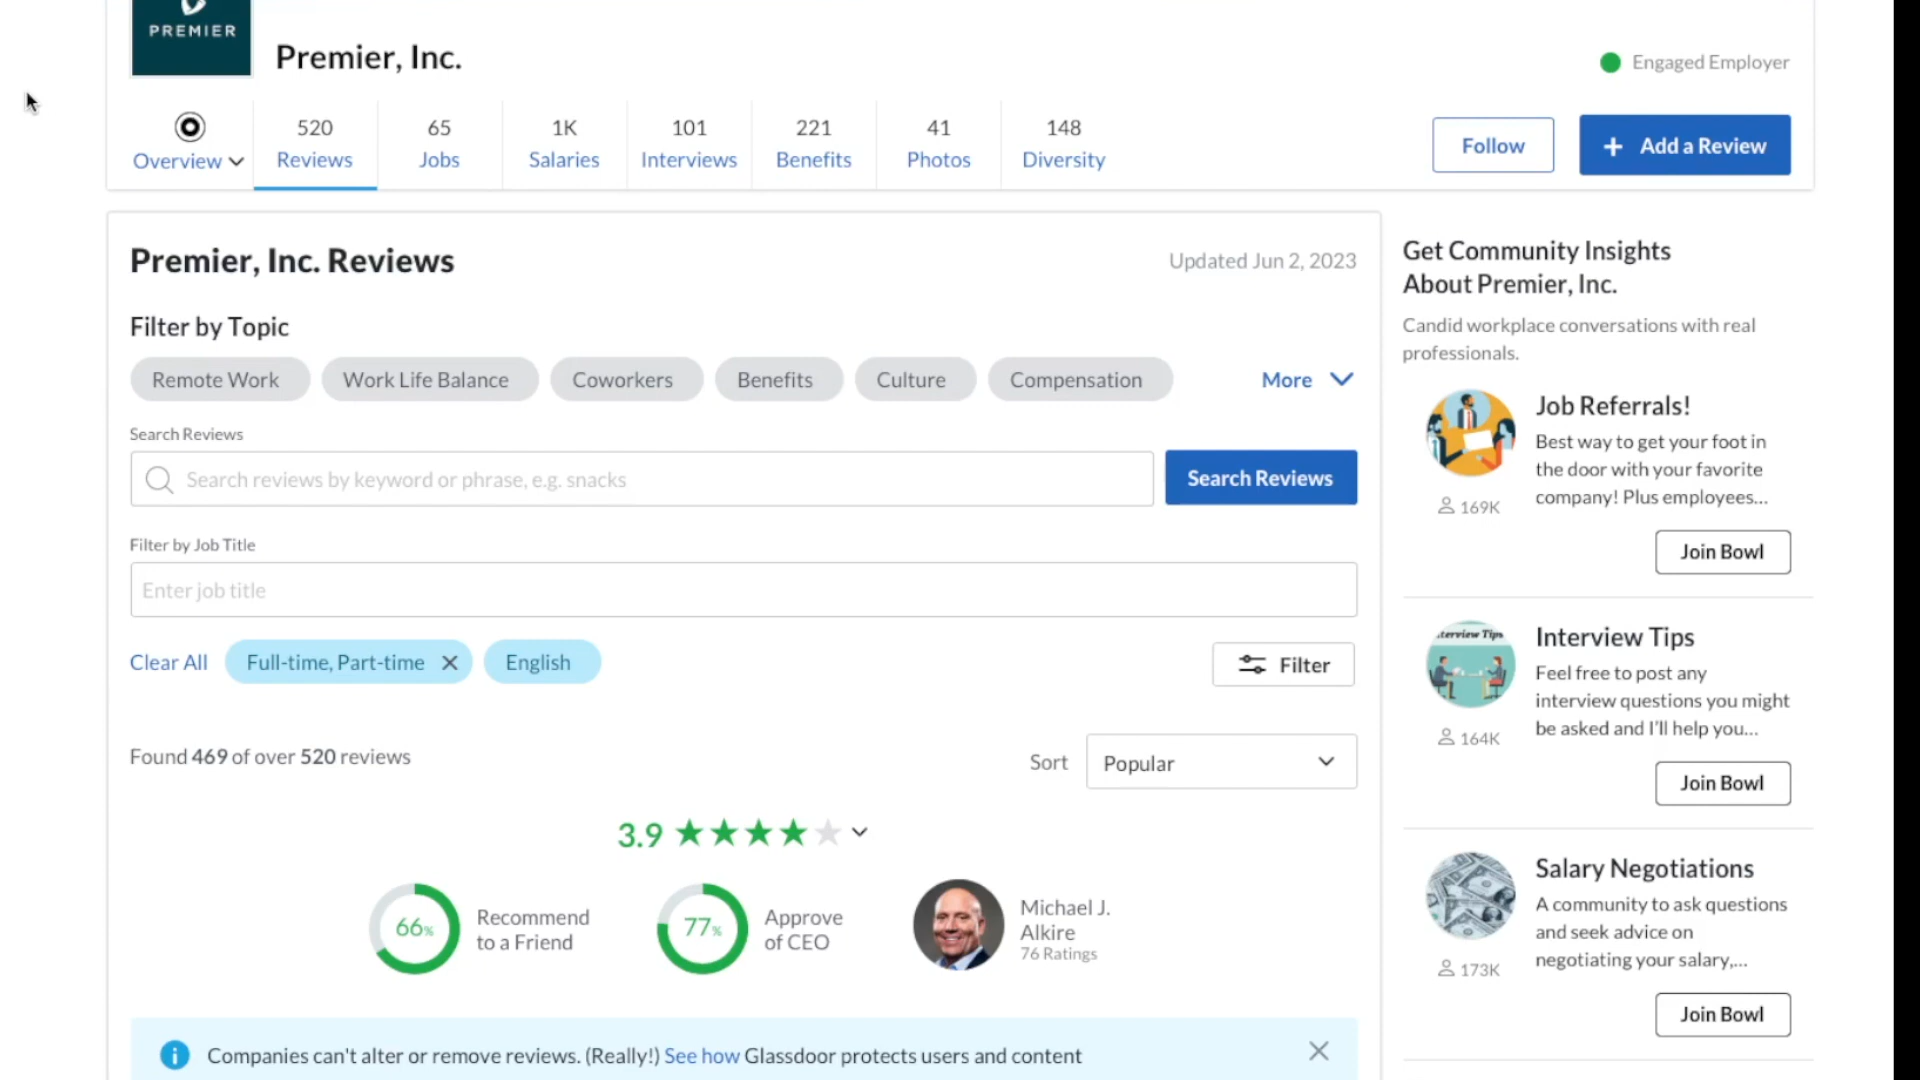 PREMIER
Premier, Inc.
Engaged Employer
Overview
520
Reviews
65
Jobs
1K
Salaries
101
Interviews
221
Benefits
41
Photos
148
Diversity
Follow
+ Add a Review
Premier, Inc. Reviews
Updated Jun 2, 2023
Filter by Topic
Remote Work
Work Life Balance
Coworkers
Benefits
Culture
Compensation
More
Search Reviews
Search reviews by keyword or phrase, e.g. snacks
Search Reviews
Filter by Job Title
Enter job title
Clear All
Full-time, Part-time
English
Filter
Found 469 of over 520 reviews
Sort
Popular
3.9
66%
Recommend
to a Friend
77%
Approve
of CEO
Michael J.
Alkire
76 Ratings
Companies can't alter or remove reviews. (Really!) See how Glassdoor protects users and content
Get Community Insights
About Premier, Inc.
Candid workplace conversations with real
professionals.
Job Referrals!
Best way to get your foot in
the door with your favorite
company! Plus employees...
169K
Join Bowl
terview Tips
Interview Tips
Feel free to post any
interview questions you might
be asked and I'll help you...
164K
Join Bowl
Salary Negotiations
A community to ask questions
and seek advice on
negotiating your salary,...
173K
Join Bowl